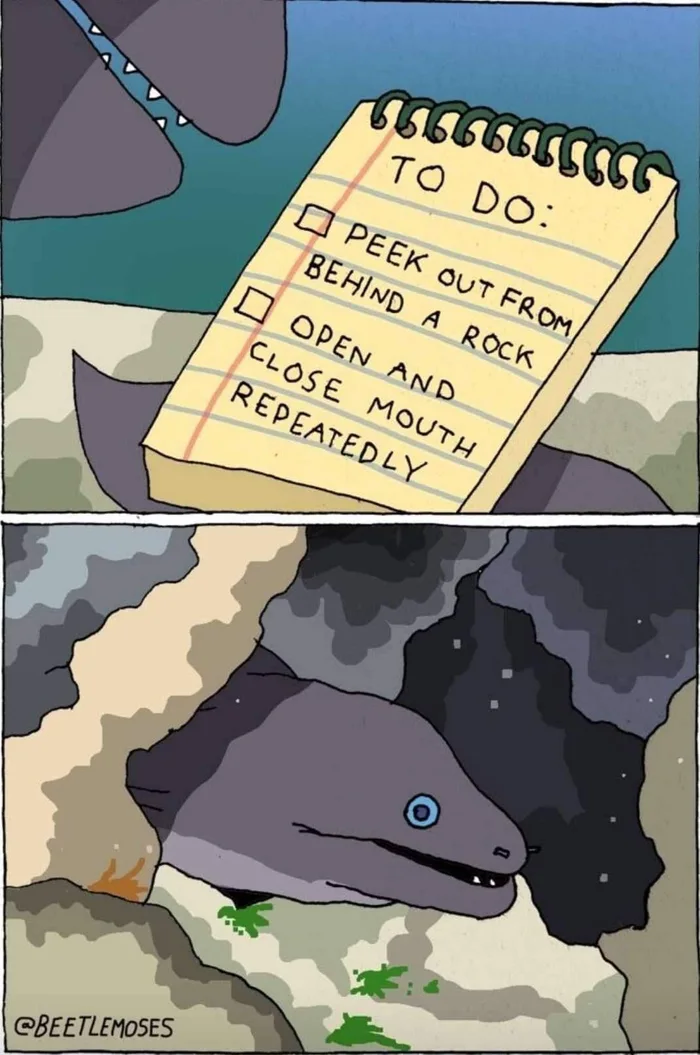 TO DO:
PEEK OUT FROM
BEHIND A ROCK
OPEN AND
CLOSE MOUTH
REPEATEDLY
@BEETLEMOSES